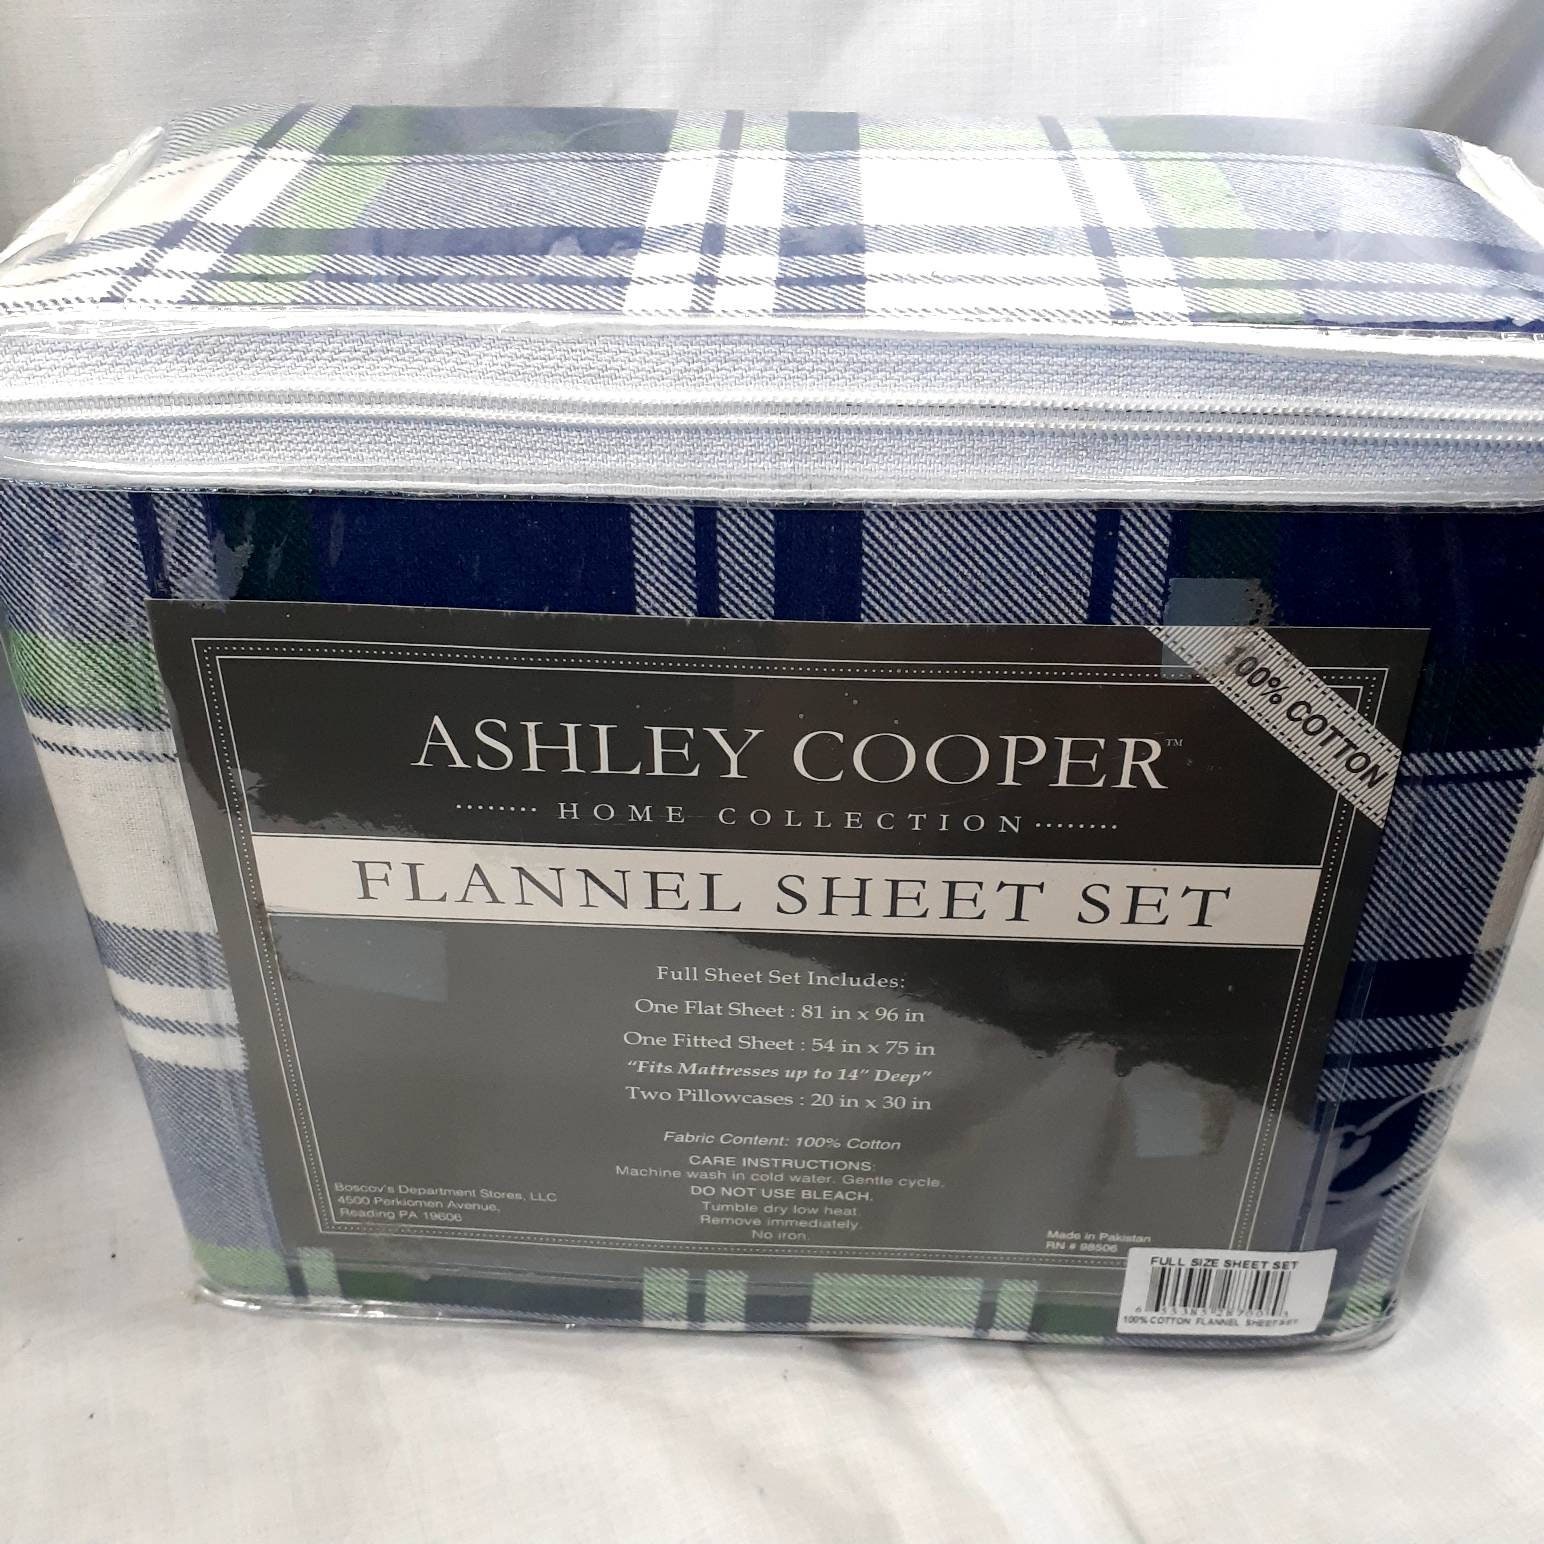 100% COTTON
ASHLEY COOPER™
HOME COLLECTION
FLANNEL SHEET SET
Full Sheet Set Includes:
One Flat Sheet : 81 in x 96 in
One Fitted Sheet : 54 in x 75 in
"Fits Mattresses up to 14" Deep"
Two Pillowcases : 20 in x 30 in
Fabric Content: 100% Cotton
CARE INSTRUCTIONS:
Machine wash in cold water. Gentle cycle.
DO NOT USE BLEACH.
Tumble dry low heat
Remove immediately.
No iron.
Boscov's Department Stores, LLC
4500 Perkiomen Avenue,
Reading PA 19606
Made in Pakistan
RN # 98506
FULL SIZE SHEET SET
100% COTTON FLANNEL SHEET SET